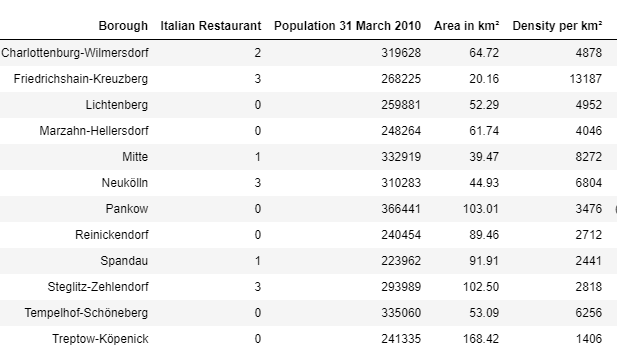 Borough Italian Restaurant Population 31 March 2010 Area in km² Density per km²
Charlottenburg-Wilmersdorf 2 319628 64.72 4878
Friedrichshain-Kreuzberg 3 268225 20.16 13187
Lichtenberg 0 259881 52.29 4952
Marzahn-Hellersdorf 0 248264 61.74 4046
Mitte 1 332919 39.47 8272
Neukölln 3 310283 44.93 6804
Pankow 0 366441 103.01 3476
Reinickendorf 0 240454 89.46 2712
Spandau 1 223962 91.91 2441
Steglitz-Zehlendorf 3 293989 102.50 2818
Tempelhof-Schöneberg 0 335060 53.09 6256
Treptow-Köpenick 0 241335 168.42 1406